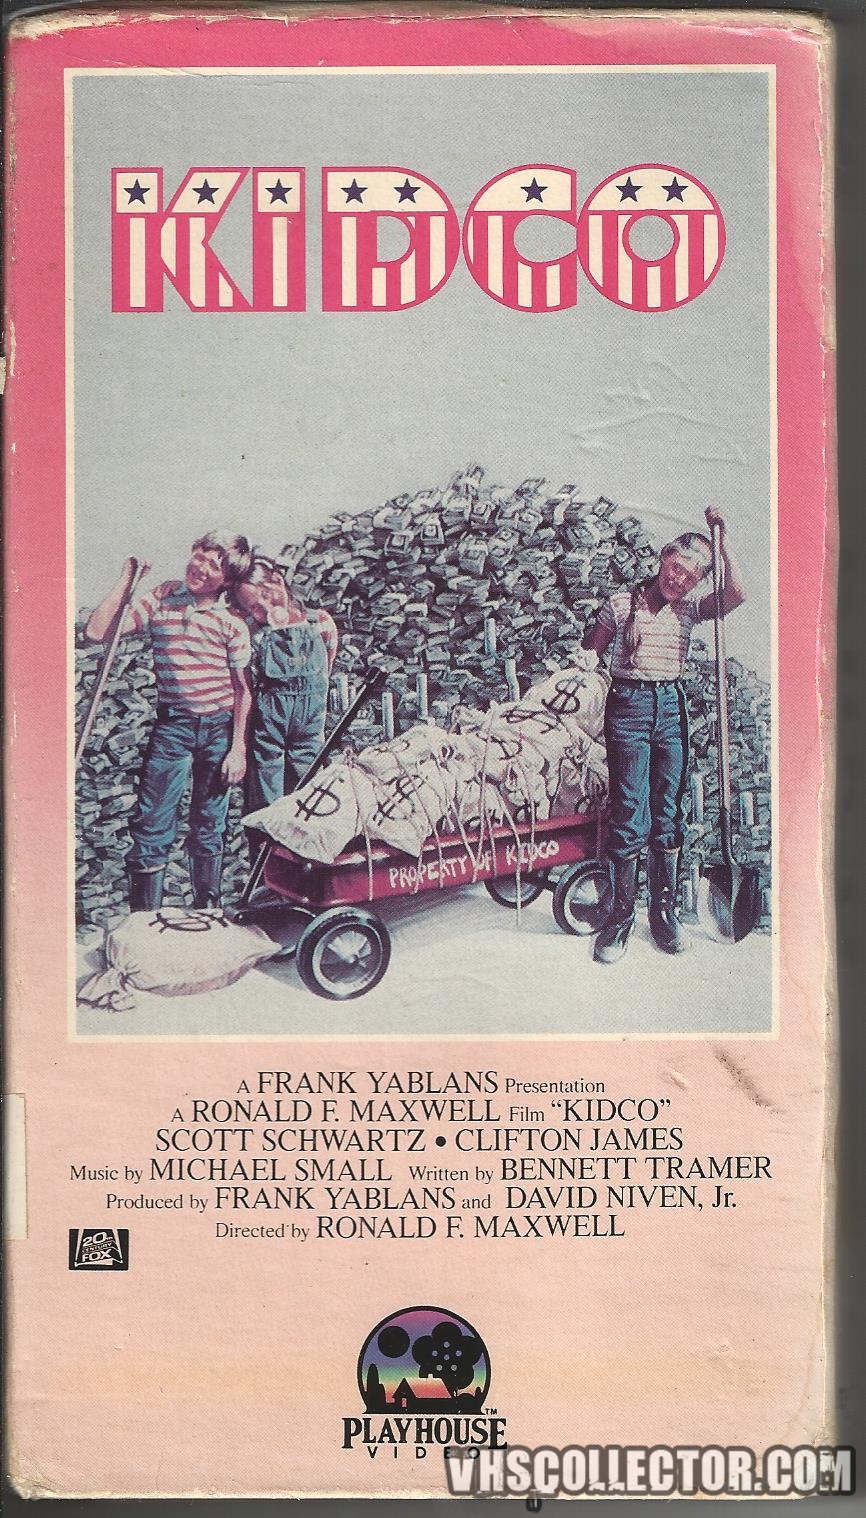 KIDCO
$ $ $ $
PROPERTY OF KIDCO
$
A FRANK YABLANS Presentation
A RONALD F. MAXWELL Film "KIDCO"
SCOTT SCHWARTZ • CLIFTON JAMES
Music by MICHAEL SMALL Written by BENNETT TRAMER
Produced by FRANK YABLANS and DAVID NIVEN, Jr.
Directed by RONALD F. MAXWELL
20th
CENTURY
FOX
PLAYHOUSE™
VIDEO
VHSCOLLECTOR.COM